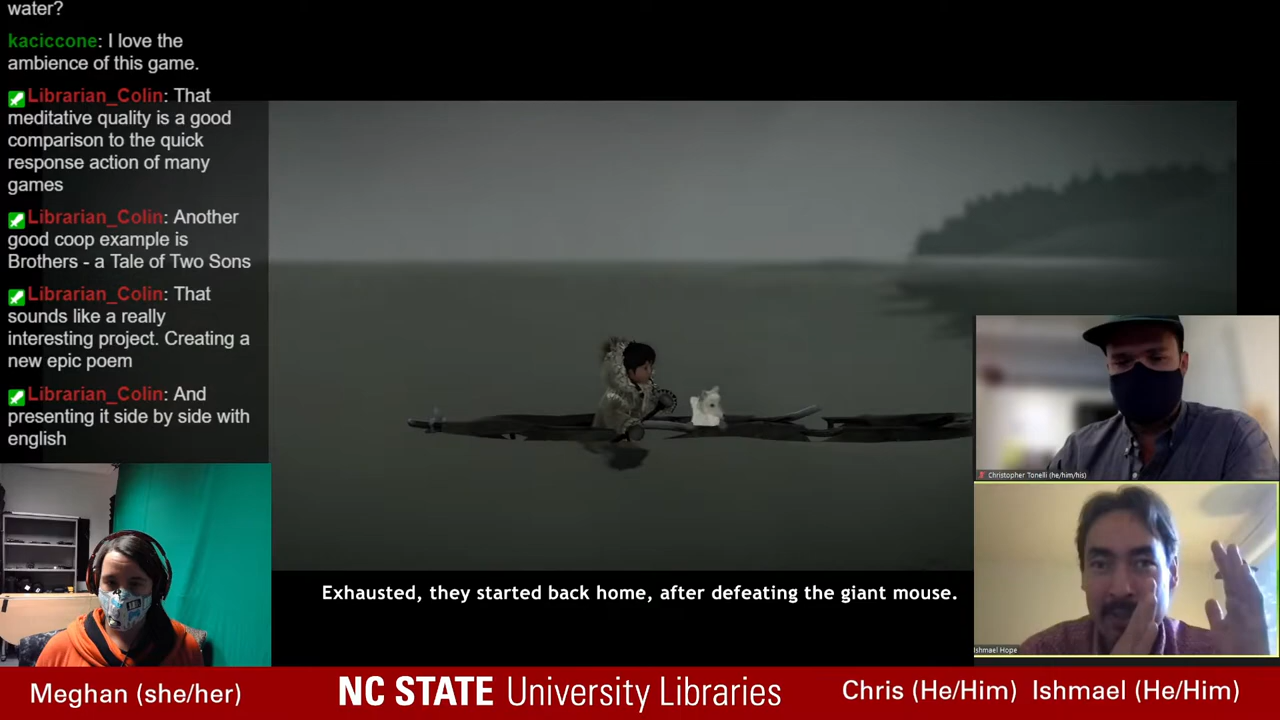 water?
kaciccone: I love the
ambience of this game.
Librarian_Colin: That
meditative quality is a good
comparison to the quick
response action of many
games
Librarian_Colin: Another
good coop example is
Brothers - a Tale of Two Sons
Librarian_Colin: That
sounds like a really
interesting project. Creating a
new epic poem
Librarian_Colin: And
presenting it side by side with
english
Christopher Tonelli (he/him/his)
Exhausted, they started back home, after defeating the giant mouse.
Ishmael Hope
Meghan (she/her)
NC STATE University Libraries
Chris (He/Him) Ishmael (He/Him)